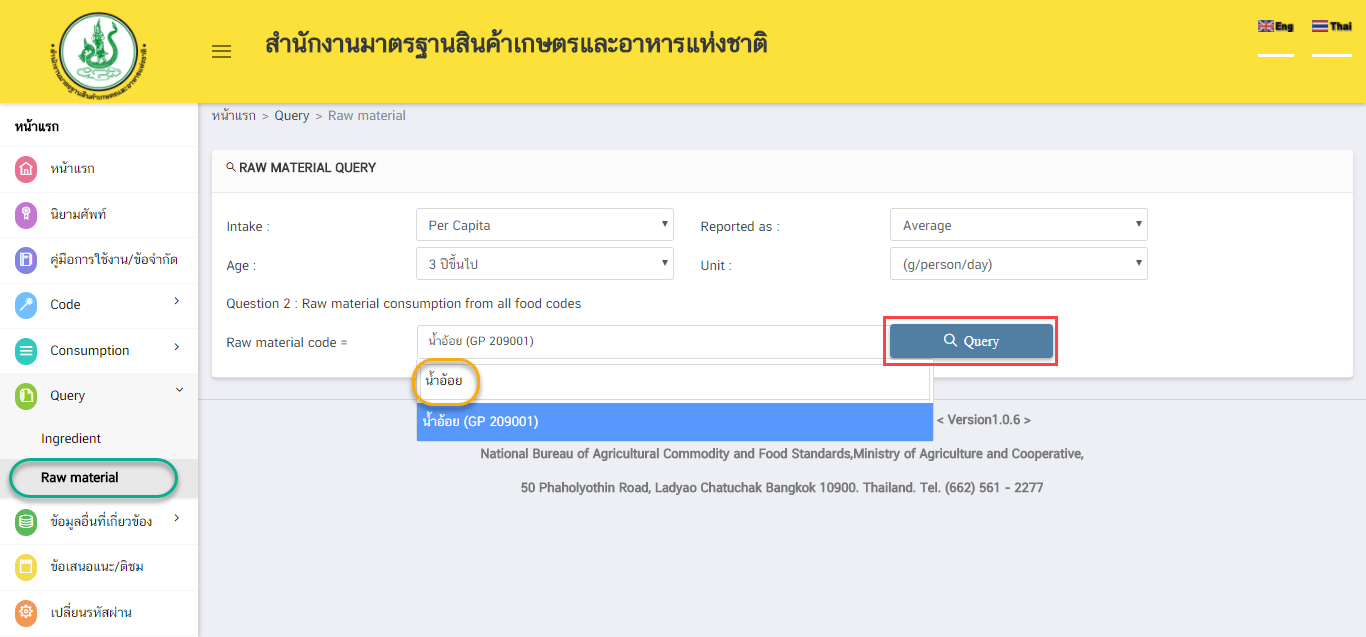 สำนักงานมาตรฐานสินค้าเกษตรและอาหารแห่งชาติ
Eng Thai
หน้าแรก
หน้าแรก
นิยามศัพท์
คู่มือการใช้งาน/ข้อจำกัด
Code
Consumption
Query
Ingredient
Raw material
ข้อมูลอื่นที่เกี่ยวข้อง
ข้อเสนอแนะ/ติชม
เปลี่ยนรหัสผ่าน
หน้าแรก > Query > Raw material
RAW MATERIAL QUERY
Intake : Per Capita Reported as : Average
Age : 3 ปีขึ้นไป Unit : (g/person/day)
Question 2 : Raw material consumption from all food codes
Raw material code = น้ำอ้อย (GP 209001) Query
น้ำอ้อย
น้ำอ้อย (GP 209001)
< Version1.0.6 >
National Bureau of Agricultural Commodity and Food Standards,Ministry of Agriculture and Cooperative,
50 Phaholyothin Road, Ladyao Chatuchak Bangkok 10900. Thailand. Tel. (662) 561 - 2277